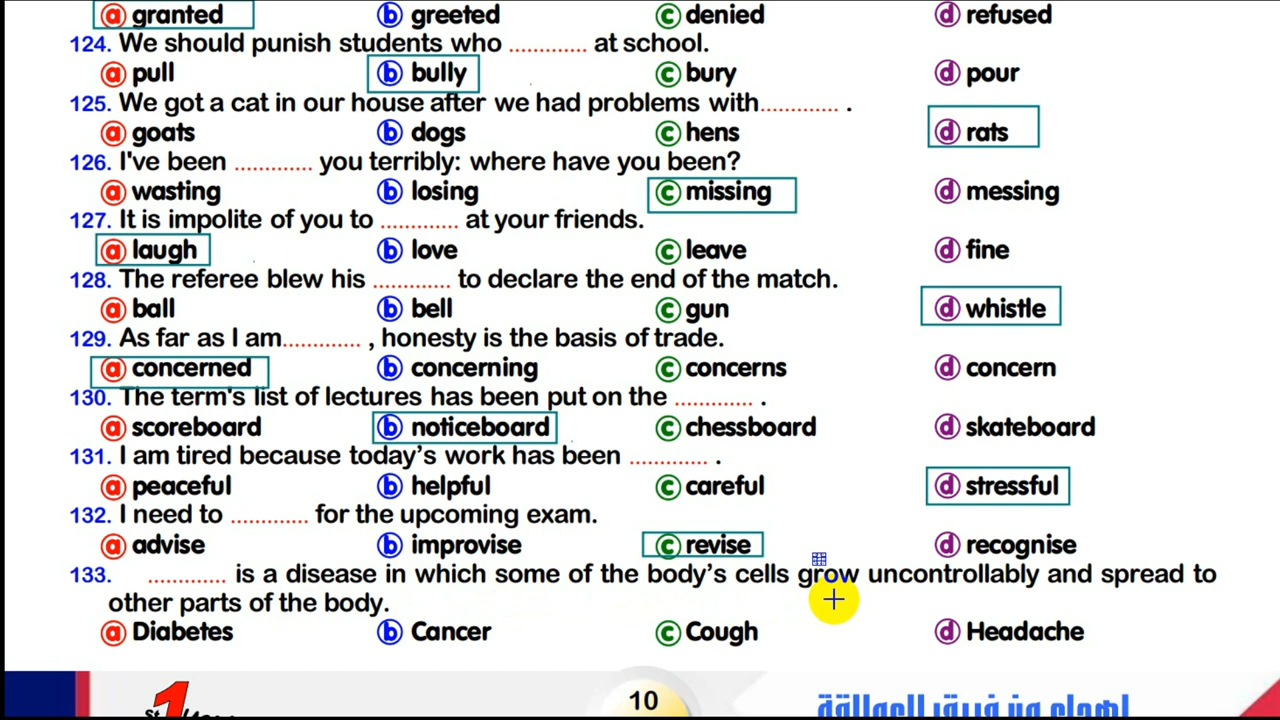 ⓐ granted ⓑ greeted ⓒ denied ⓓ refused
124. We should punish students who ............. at school.
ⓐ pull ⓑ bully ⓒ bury ⓓ pour
125. We got a cat in our house after we had problems with............. .
ⓐ goats ⓑ dogs ⓒ hens ⓓ rats
126. I've been ............. you terribly: where have you been?
ⓐ wasting ⓑ losing ⓒ missing ⓓ messing
127. It is impolite of you to ............. at your friends.
ⓐ laugh ⓑ love ⓒ leave ⓓ fine
128. The referee blew his ............. to declare the end of the match.
ⓐ ball ⓑ bell ⓒ gun ⓓ whistle
129. As far as I am............. , honesty is the basis of trade.
ⓐ concerned ⓑ concerning ⓒ concerns ⓓ concern
130. The term's list of lectures has been put on the ............. .
ⓐ scoreboard ⓑ noticeboard ⓒ chessboard ⓓ skateboard
131. I am tired because today’s work has been ............. .
ⓐ peaceful ⓑ helpful ⓒ careful ⓓ stressful
132. I need to ............. for the upcoming exam.
ⓐ advise ⓑ improvise ⓒ revise ⓓ recognise
133. ............. is a disease in which some of the body’s cells grow uncontrollably and spread to
other parts of the body.
ⓐ Diabetes ⓑ Cancer ⓒ Cough ⓓ Headache
1 St
10